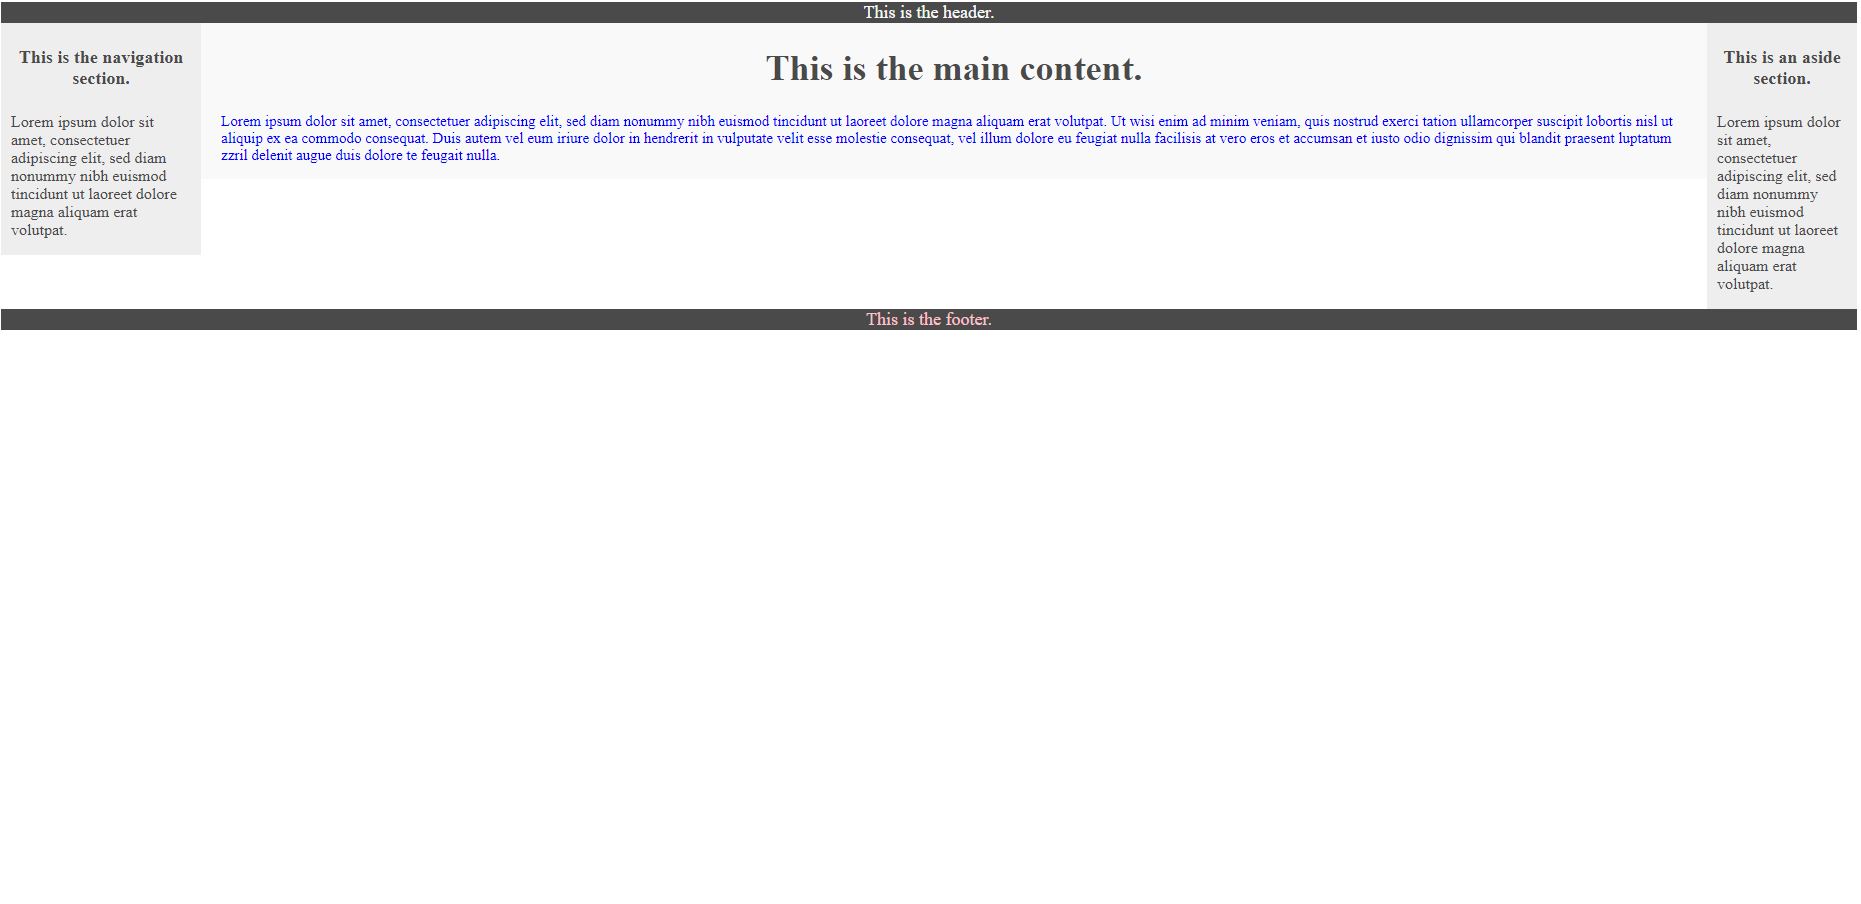 This is the header.
This is the navigation
section.
Lorem ipsum dolor sit
amet, consectetuer
adipiscing elit, sed diam
nonummy nibh euismod
tincidunt ut laoreet dolore
magna aliquam erat
volutpat.
This is the main content.
Lorem ipsum dolor sit amet, consectetuer adipiscing elit, sed diam nonummy nibh euismod tincidunt ut laoreet dolore magna aliquam erat volutpat. Ut wisi enim ad minim veniam, quis nostrud exerci tation ullamcorper suscipit lobortis nisl ut
aliquip ex ea commodo consequat. Duis autem vel eum iriure dolor in hendrerit in vulputate velit esse molestie consequat, vel illum dolore eu feugiat nulla facilisis at vero eros et accumsan et iusto odio dignissim qui blandit praesent luptatum
zzril delenit augue duis dolore te feugait nulla.
This is an aside
section.
Lorem ipsum dolor
sit amet,
consectetuer
adipiscing elit, sed
diam nonummy
nibh euismod
tincidunt ut laoreet
dolore magna
aliquam erat
volutpat.
This is the footer.